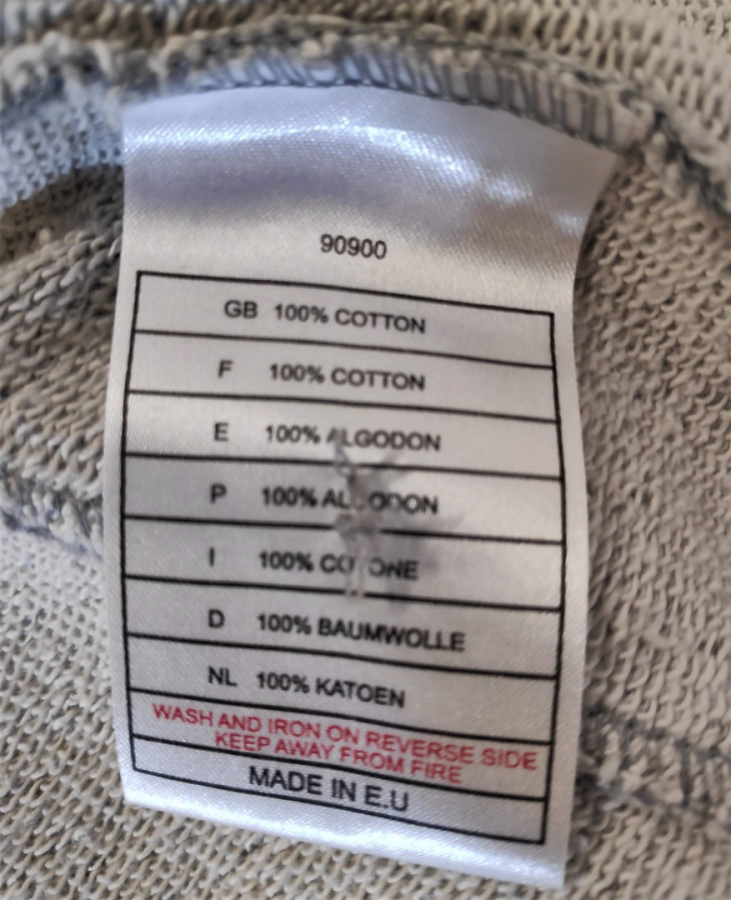 90900
GB 100% COTTON
F 100% COTTON
E 100% ALGODON
P 100%
I 100%
D 100% BAUMWOLLE
NL 100% KATOEN
WASH AND IRON ON REVERSE SIDE
KEEP AWAY FROM FIRE
MADE IN E.U